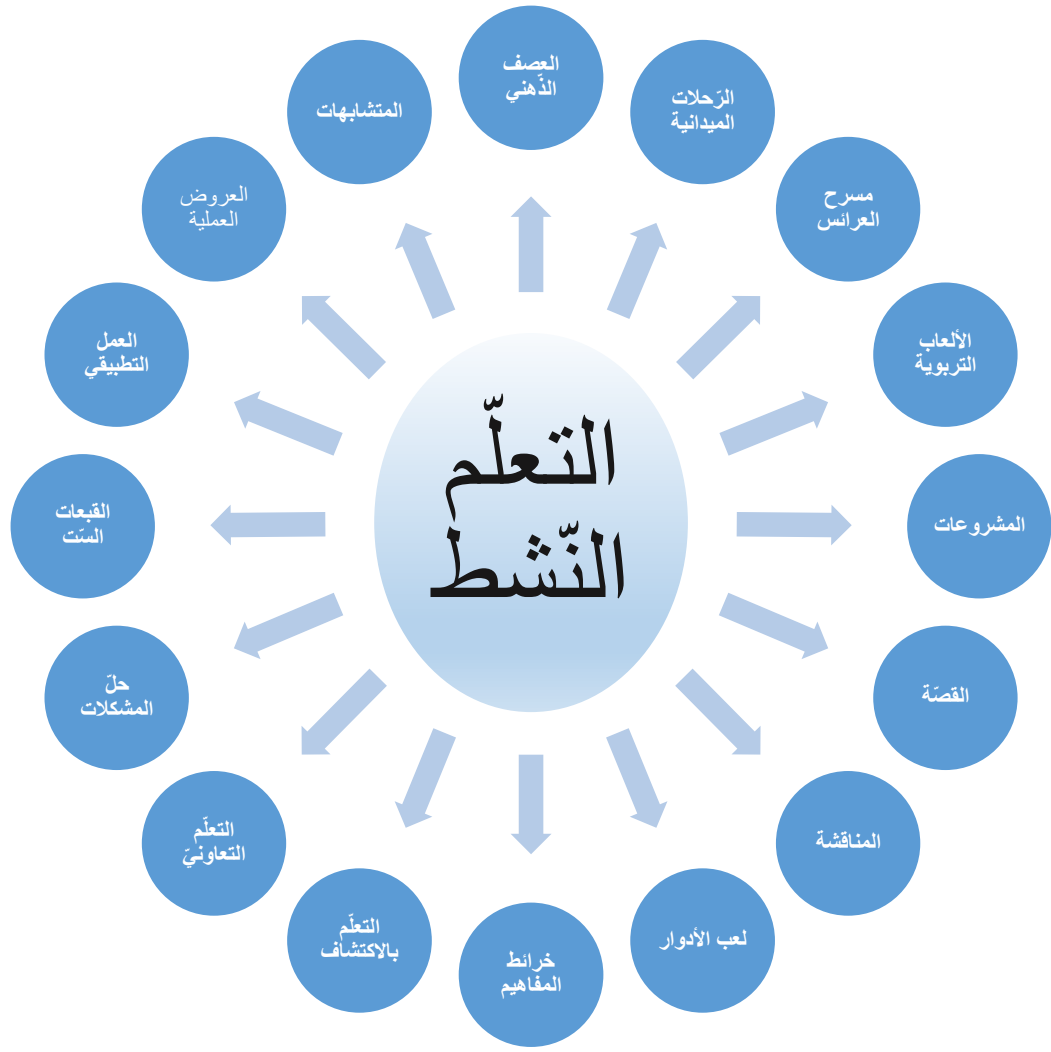 التعلّم
النّشط
العصف
الذّهني
الرّحلات
الميدانية
مسرح
العرائس
الألعاب
التربوية
المشروعات
القصّة
المناقشة
لعب الأدوار
خرائط
المفاهيم
التعلّم
بالاكتشاف
التعلّم
التعاونيّ
حلّ
المشكلات
القبعات
السّت
العمل
التطبيقي
العروض
العملية
المتشابهات